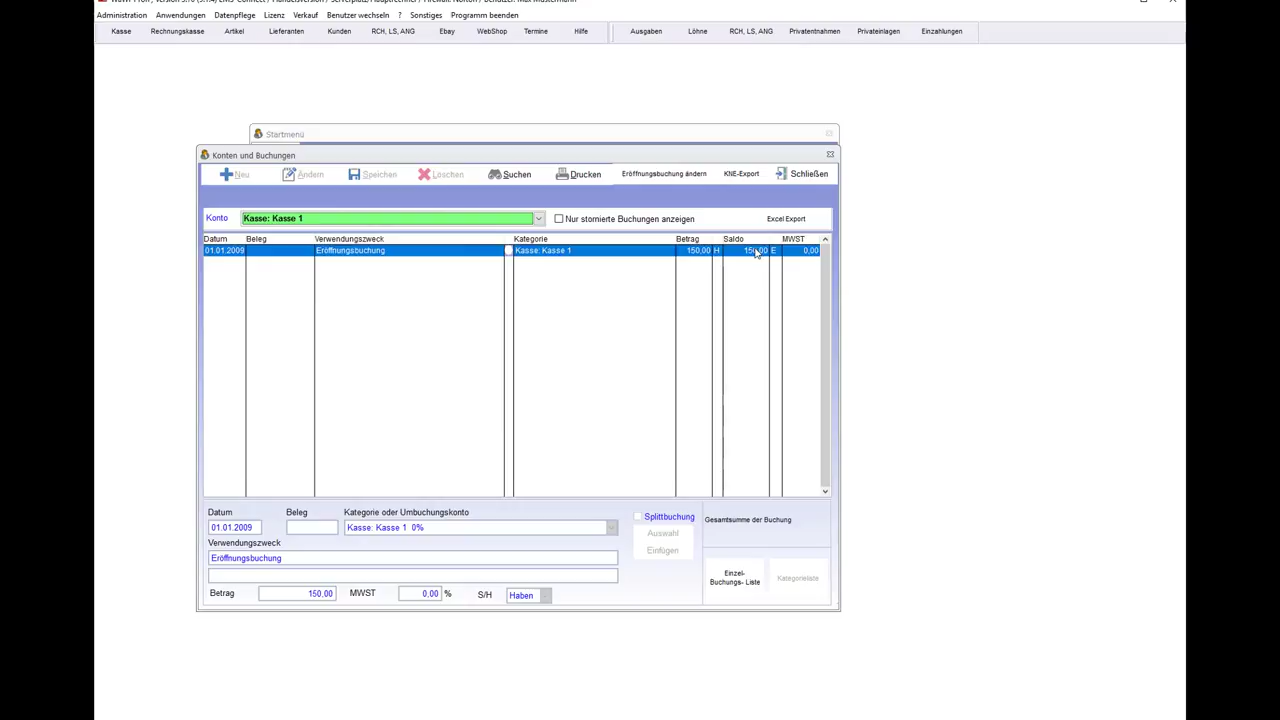 Administration Anwendungen Datenpflege Lizenz Verkauf Benutzer wechseln ? Sonstiges Programm beenden
Kasse Rechnungskasse Artikel Lieferanten Kunden RCH, LS, ANG Ebay WebShop Termine Hilfe Ausgaben Löhne RCH, LS, ANG Privatentnahmen Privateinlagen Einzahlungen
Startmenü
Konten und Buchungen
Neu Ändern Speichen Löschen Suchen Drucken Eröffnungsbuchung ändern KNE-Export Schließen
Konto Kasse: Kasse 1 Nur stornierte Buchungen anzeigen Excel Export
Datum Beleg Verwendungszweck Kategorie Betrag Saldo MWST
01.01.2009 Eröffnungsbuchung Kasse: Kasse 1 150,00 H 150,00 E 0,00
Datum Beleg Kategorie oder Umbuchungskonto Splittbuchung Gesamtsumme der Buchung
01.01.2009 Kasse: Kasse 1 0% Auswahl
Verwendungszweck Einfügen
Eröffnungsbuchung
Einzel-
Buchungs- Liste Kategorielade
Betrag 150,00 MWST 0,00 % S/H Haben